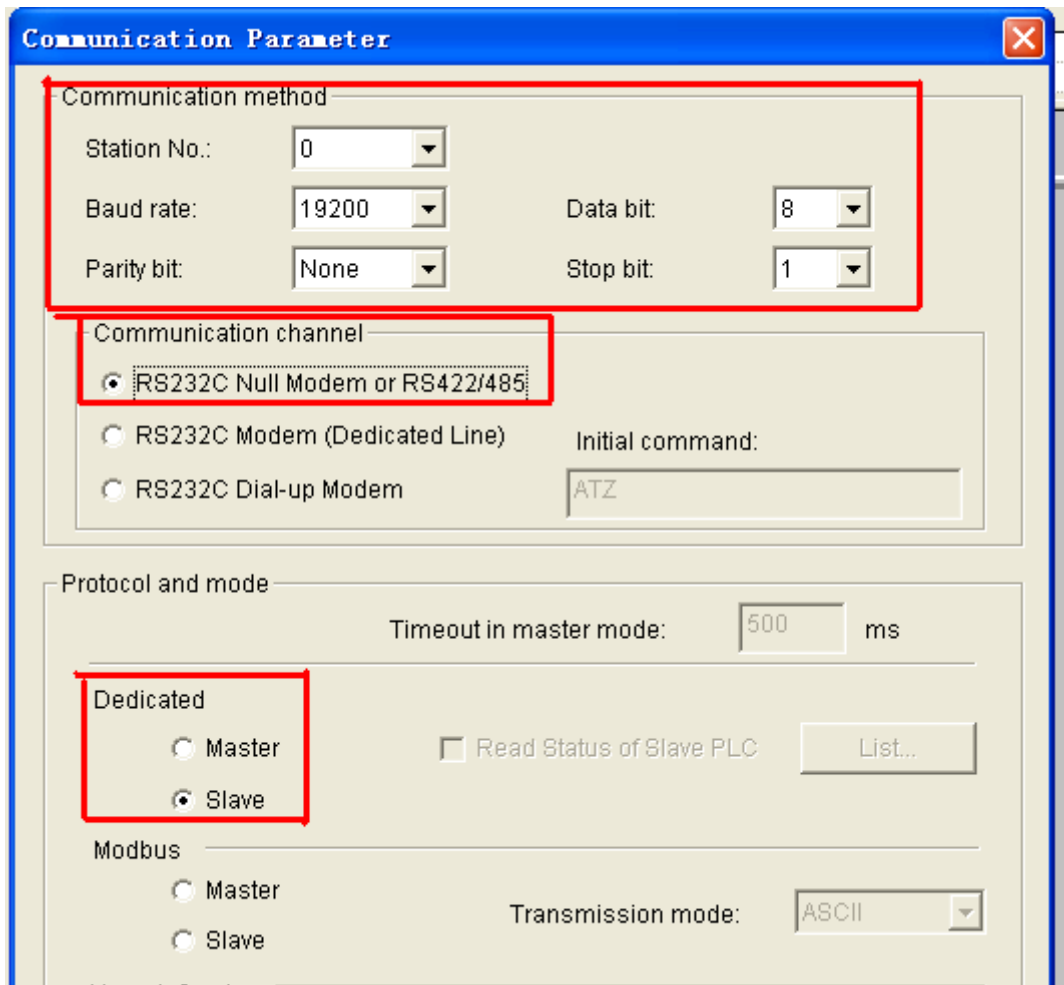 Communication Parameter
Communication method
Station No.: 0
Baud rate: 19200 Data bit: 8
Parity bit: None Stop bit: 1
Communication channel
RS232C Null Modem or RS422/485
RS232C Modem (Dedicated Line) Initial command:
RS232C Dial-up Modem ATZ
Protocol and mode
Timeout in master mode: 500 ms
Dedicated
Master Read Status of Slave PLC List...
Slave
Modbus
Master
Transmission mode: ASCII
Slave